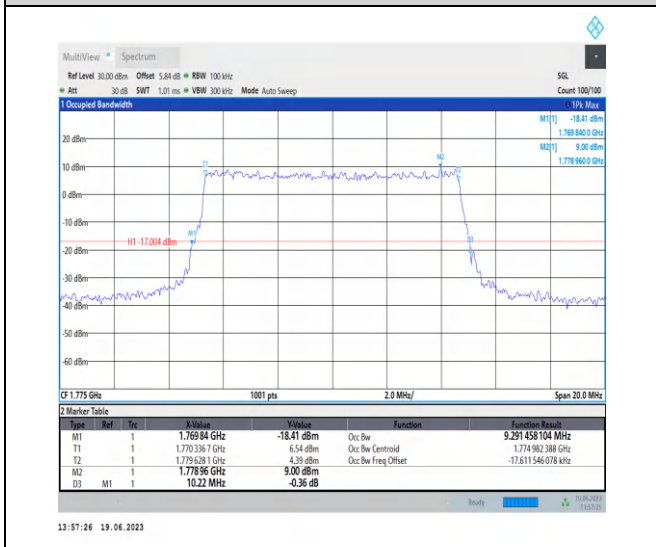 MultiView Spectrum
Ref Level 30.00 dBm Offset 5.84 dB RBW 100 kHz SGL
Att 30 dB SWT 1.01 ms VBW 300 kHz Mode Auto Sweep Count 100/100
1 Occupied Bandwidth 1Pk Max
M1[1] -18.41 dBm
1.769 840 0 GHz
M2[1] 9.00 dBm
1.778 960 0 GHz
20 dBm
M2
T1
T2
10 dBm
0 dBm
-10 dBm
M1
D3
H1 -17.004 dBm
-20 dBm
-30 dBm
-40 dBm
-50 dBm
-60 dBm
CF 1.775 GHz 1001 pts 2.0 MHz/ Span 20.0 MHz
2 Marker Table
Type Ref Trc X-Value Y-Value Function Function Result
M1 1 1.76984 GHz -18.41 dBm Occ Bw 9.291 458 104 MHz
T1 1 1.770 336 7 GHz 6.54 dBm Occ Bw Centroid 1.774 982 388 GHz
T2 1 1.779 628 1 GHz 4.39 dBm Occ Bw Freq Offset -17.611 546 078 kHz
M2 1 1.77896 GHz 9.00 dBm
D3 M1 1 10.22 MHz -0.36 dB
Ready 19.06.2023
13:57:25
13:57:26 19.06.2023